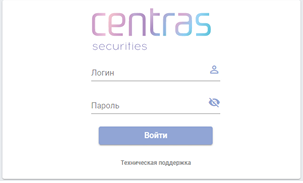 centras
securities
Логин
Пароль
Войти
Техническая поддержка